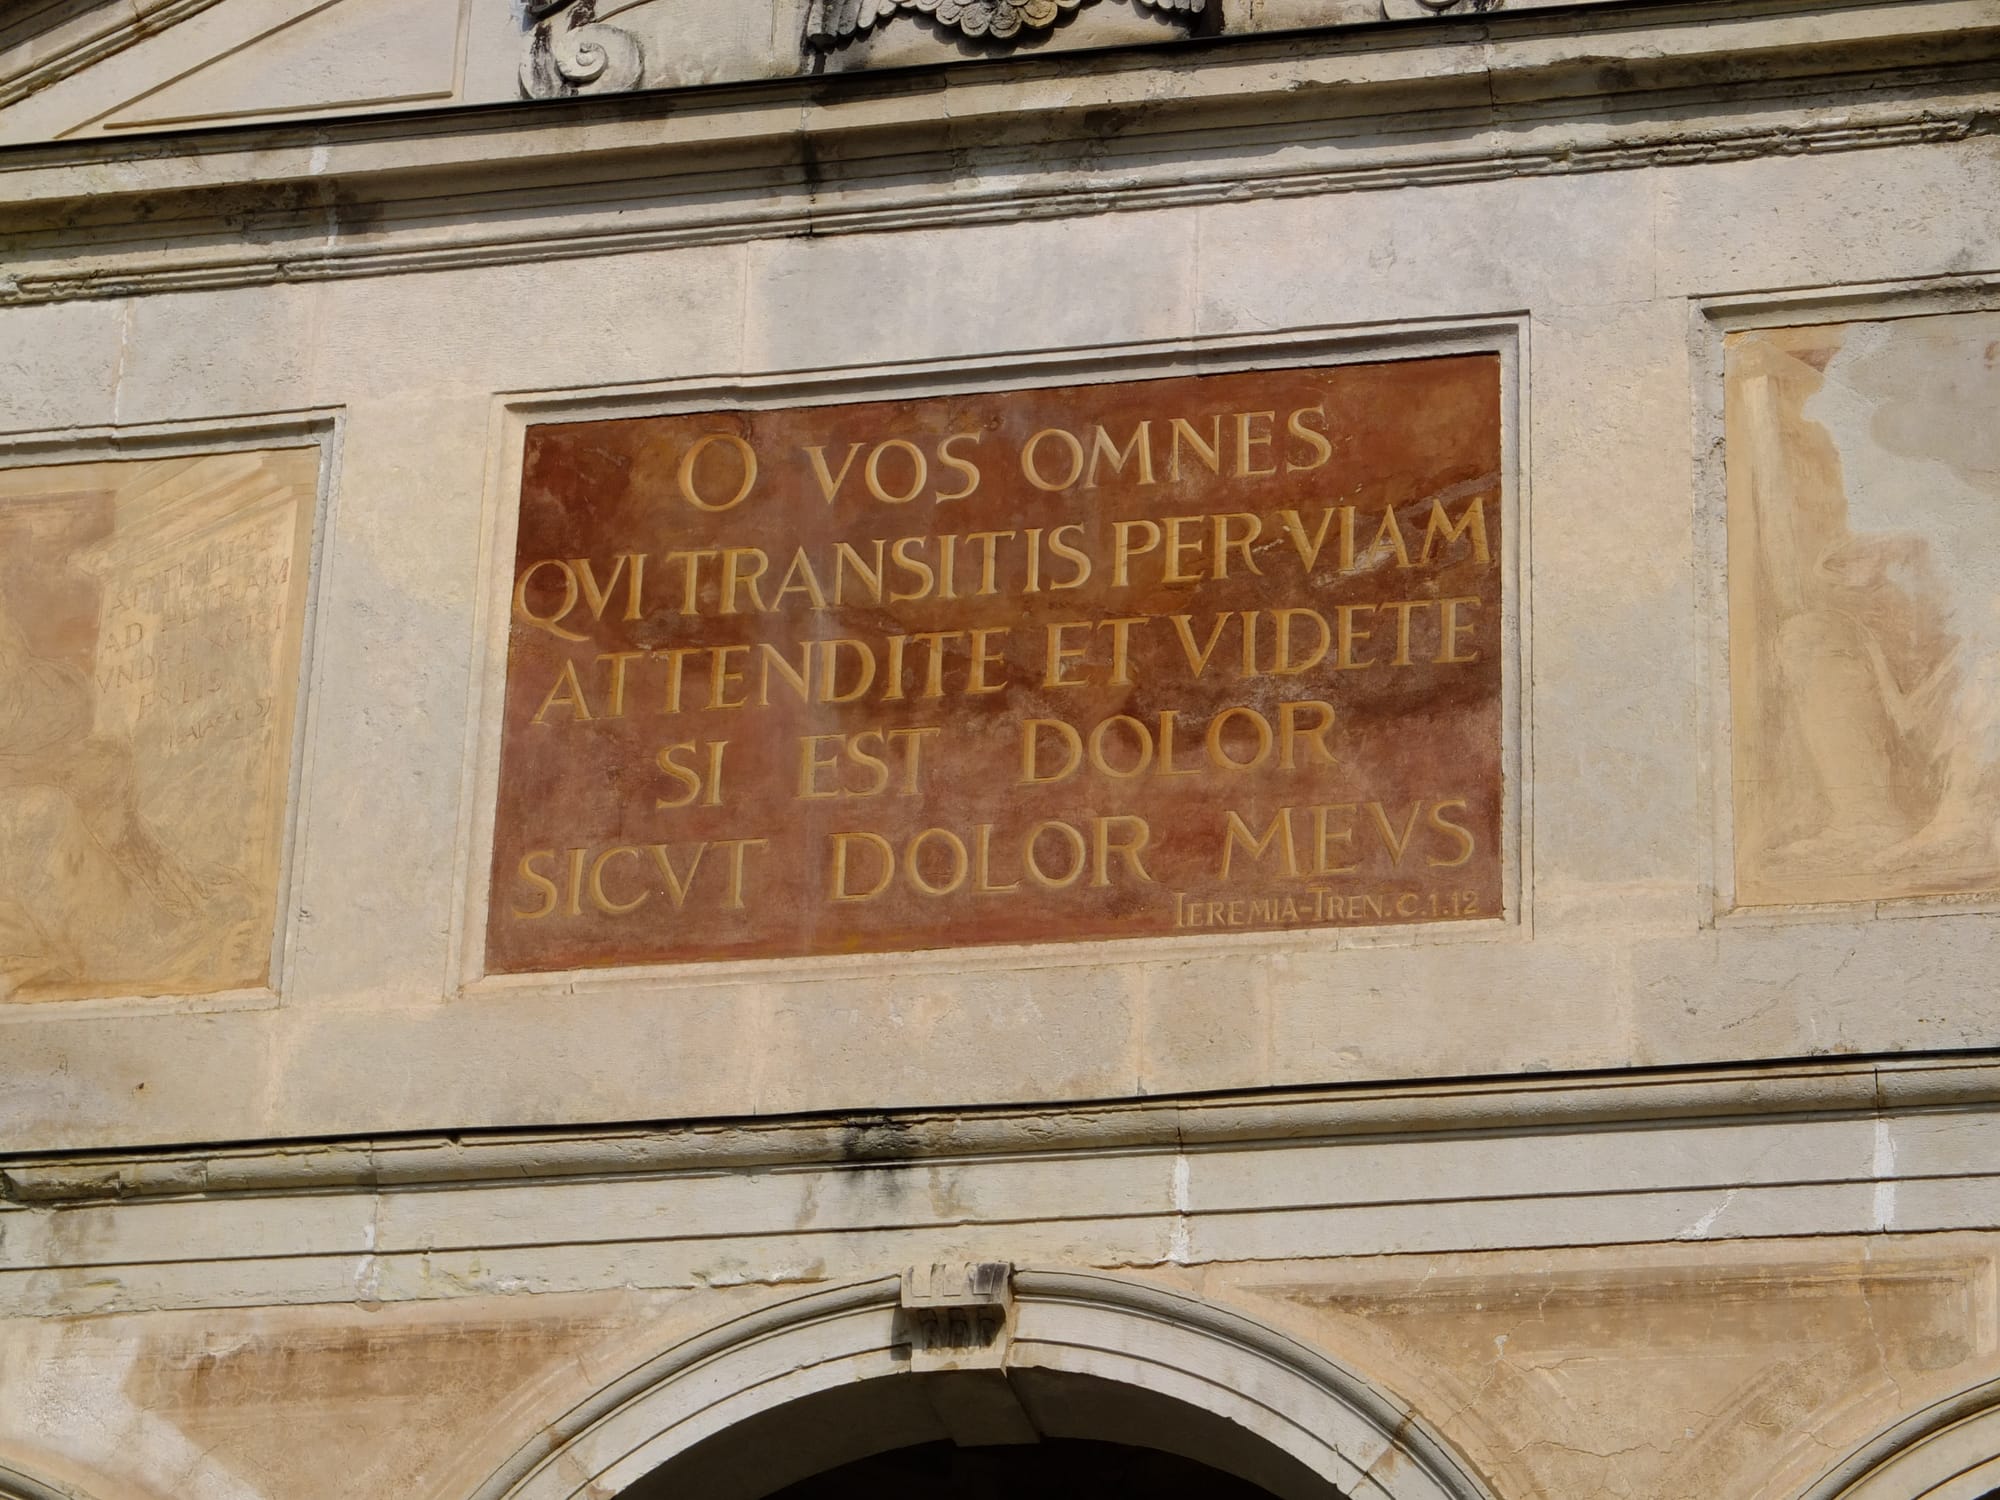 O VOS OMNES
QVI TRANSITIS PER VIAM
ATTENDITE ET VIDETE
SI EST DOLOR
SICVT DOLOR MEVS
IEREMIA-TREN. C.1.12
AD